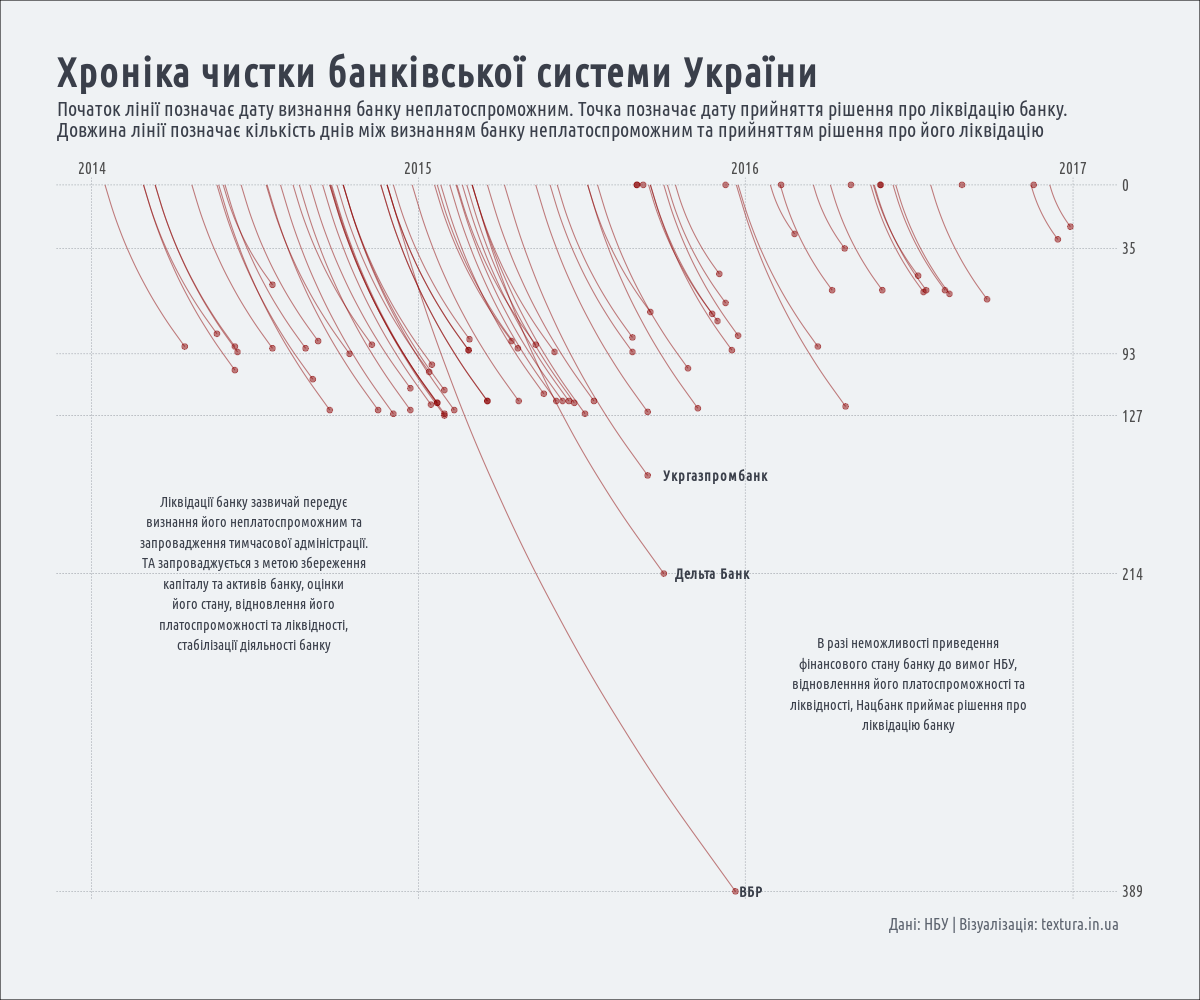 Хроніка чистки банківської системи України
Початок лінії позначає дату визнання банку неплатоспроможним. Точка позначає дату прийняття рішення про ліквідацію банку.
Довжина лінії позначає кількість днів між визнанням банку неплатоспроможним та прийняттям рішення про його ліквідацію
2014 2015 2016 2017
0
35
93
127
Укргазпромбанк
Ліквідації банку зазвичай передує
визнання його неплатоспроможним та
запровадження тимчасової адміністрації.
ТА запроваджується з метою збереження
капіталу та активів банку, оцінки
його стану, відновлення його
платоспроможності та ліквідності,
стабілізації діяльності банку
Дельта Банк
214
В разі неможливості приведення
фінансового стану банку до вимог НБУ,
відновленння його платоспроможності та
ліквідності, Нацбанк приймає рішення про
ліквідацію банку
ВБР
389
Дані: НБУ | Візуалізація: textura.in.ua